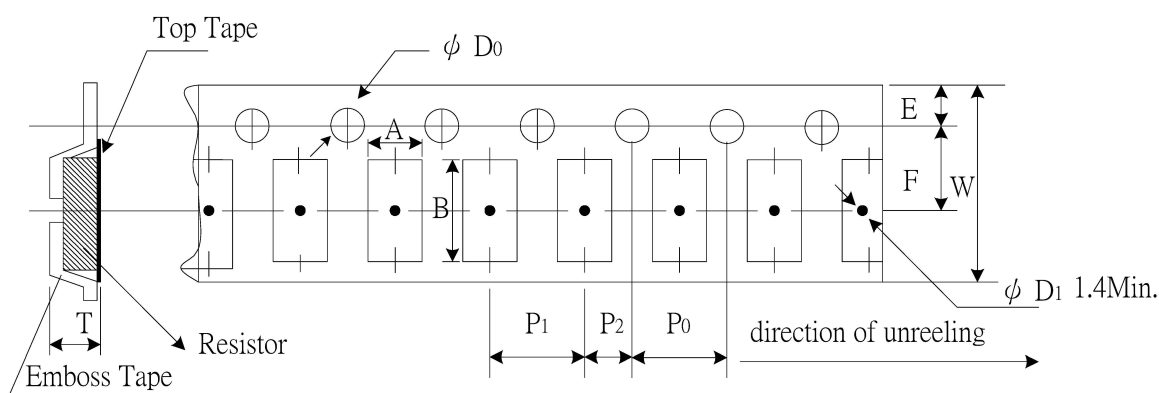 Top Tape
ϕ D0
A
E
B
F
W
ϕ D1 1.4Min.
T
P1
P2
P0
direction of unreeling
Resistor
Emboss Tape